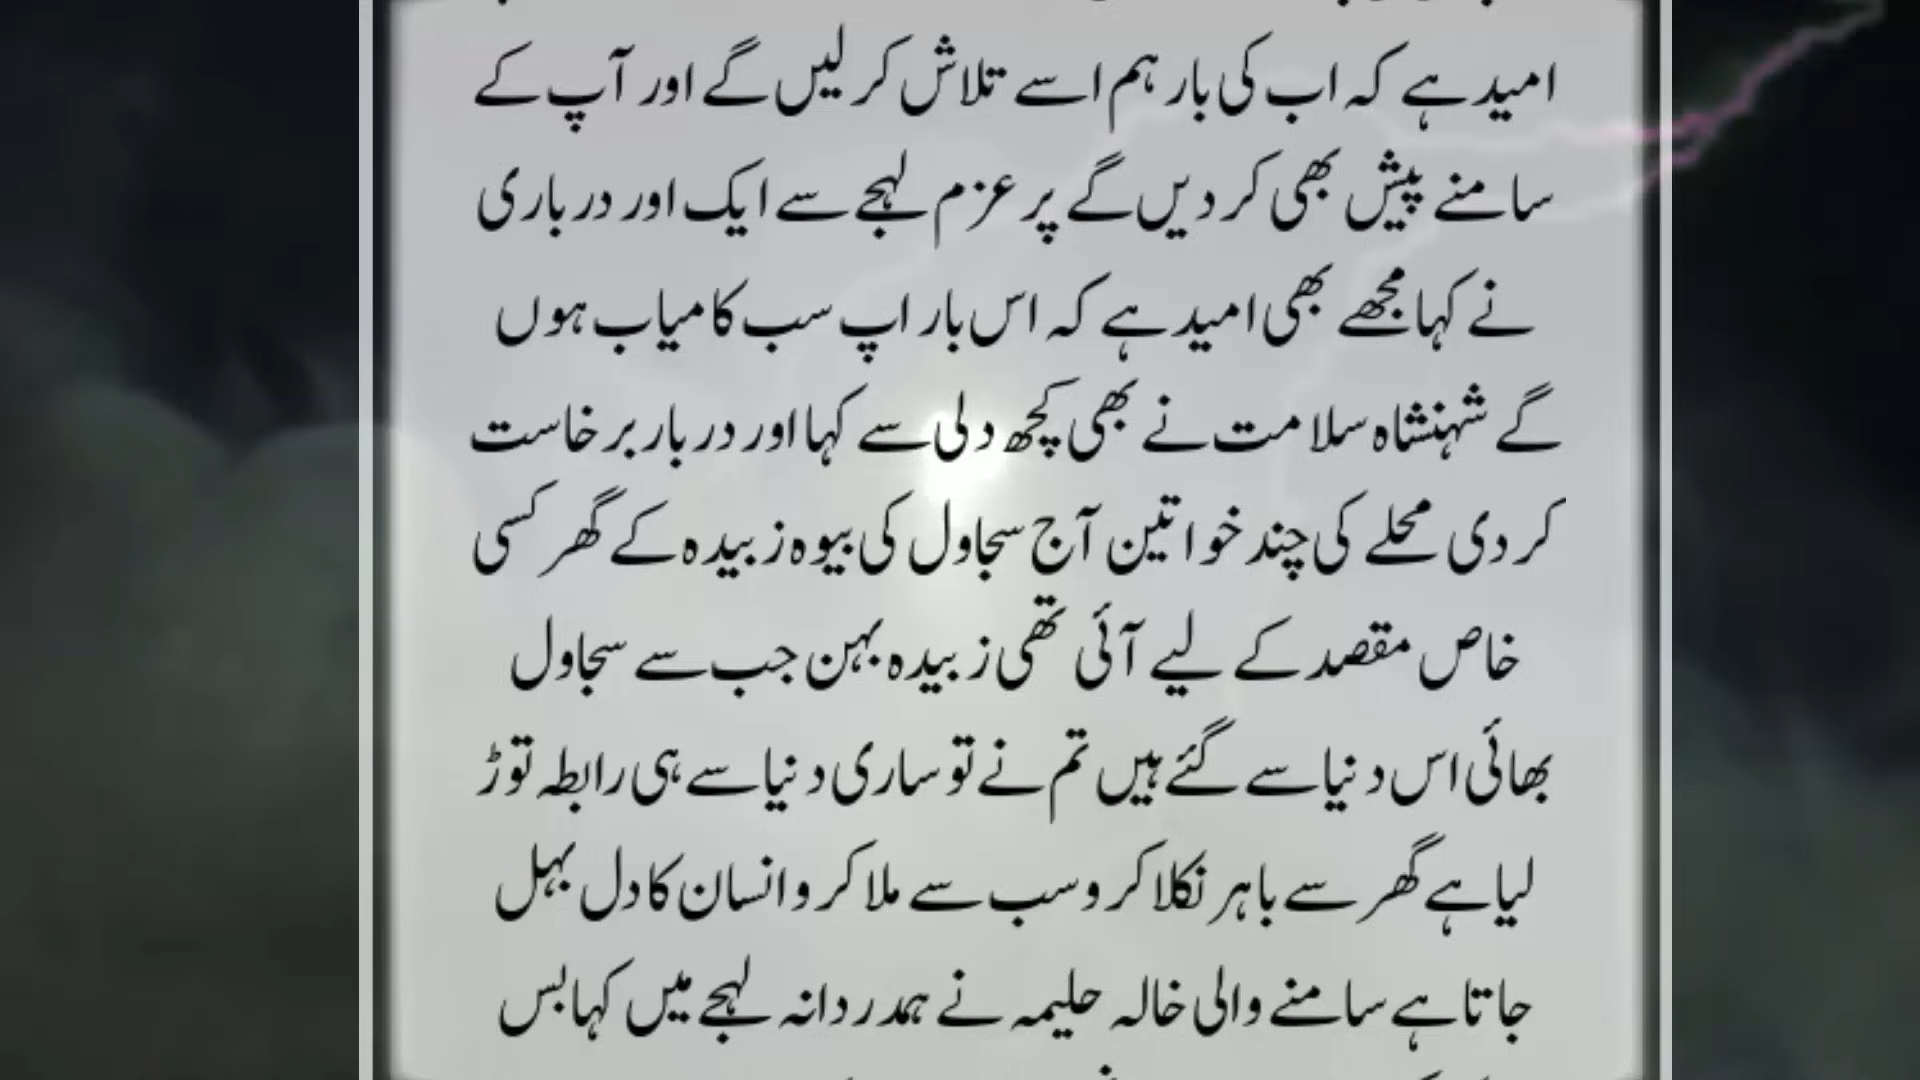 امید ہے کہ اب کی بار ہم اسے تلاش کر لیں گے اور آپ کے
سامنے پیش بھی کر دیں گے پر عزم لہجے سے ایک اور درباری
نے کہا مجھے بھی امید ہے کہ اس بار اپ سب کامیاب ہوں
گے شہنشاہ سلامت نے بھی کچھ دلی سے کہا اور دربار برخاست
کر دی محلے کی چند خواتین آج سجاول کی بیوہ زبیدہ کے گھر کسی
خاص مقصد کے لیے آئی تھی زبیدہ بہن جب سے سجاول
بھائی اس دنیا سے گئے ہیں تم نے تو ساری دنیا سے ہی رابطہ توڑ
لیا ہے گھر سے باہر نکلا کرو سب سے ملا کرو انسان کا دل بہل
جاتا ہے سامنے والی خالہ حلیمہ نے ہمدردانہ لہجے میں کہا بس